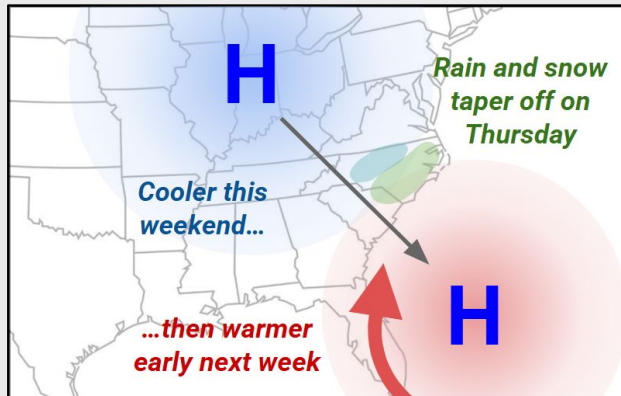 H
Rain and snow
taper off on
Thursday
Cooler this
weekend...
H
...then warmer
early next week